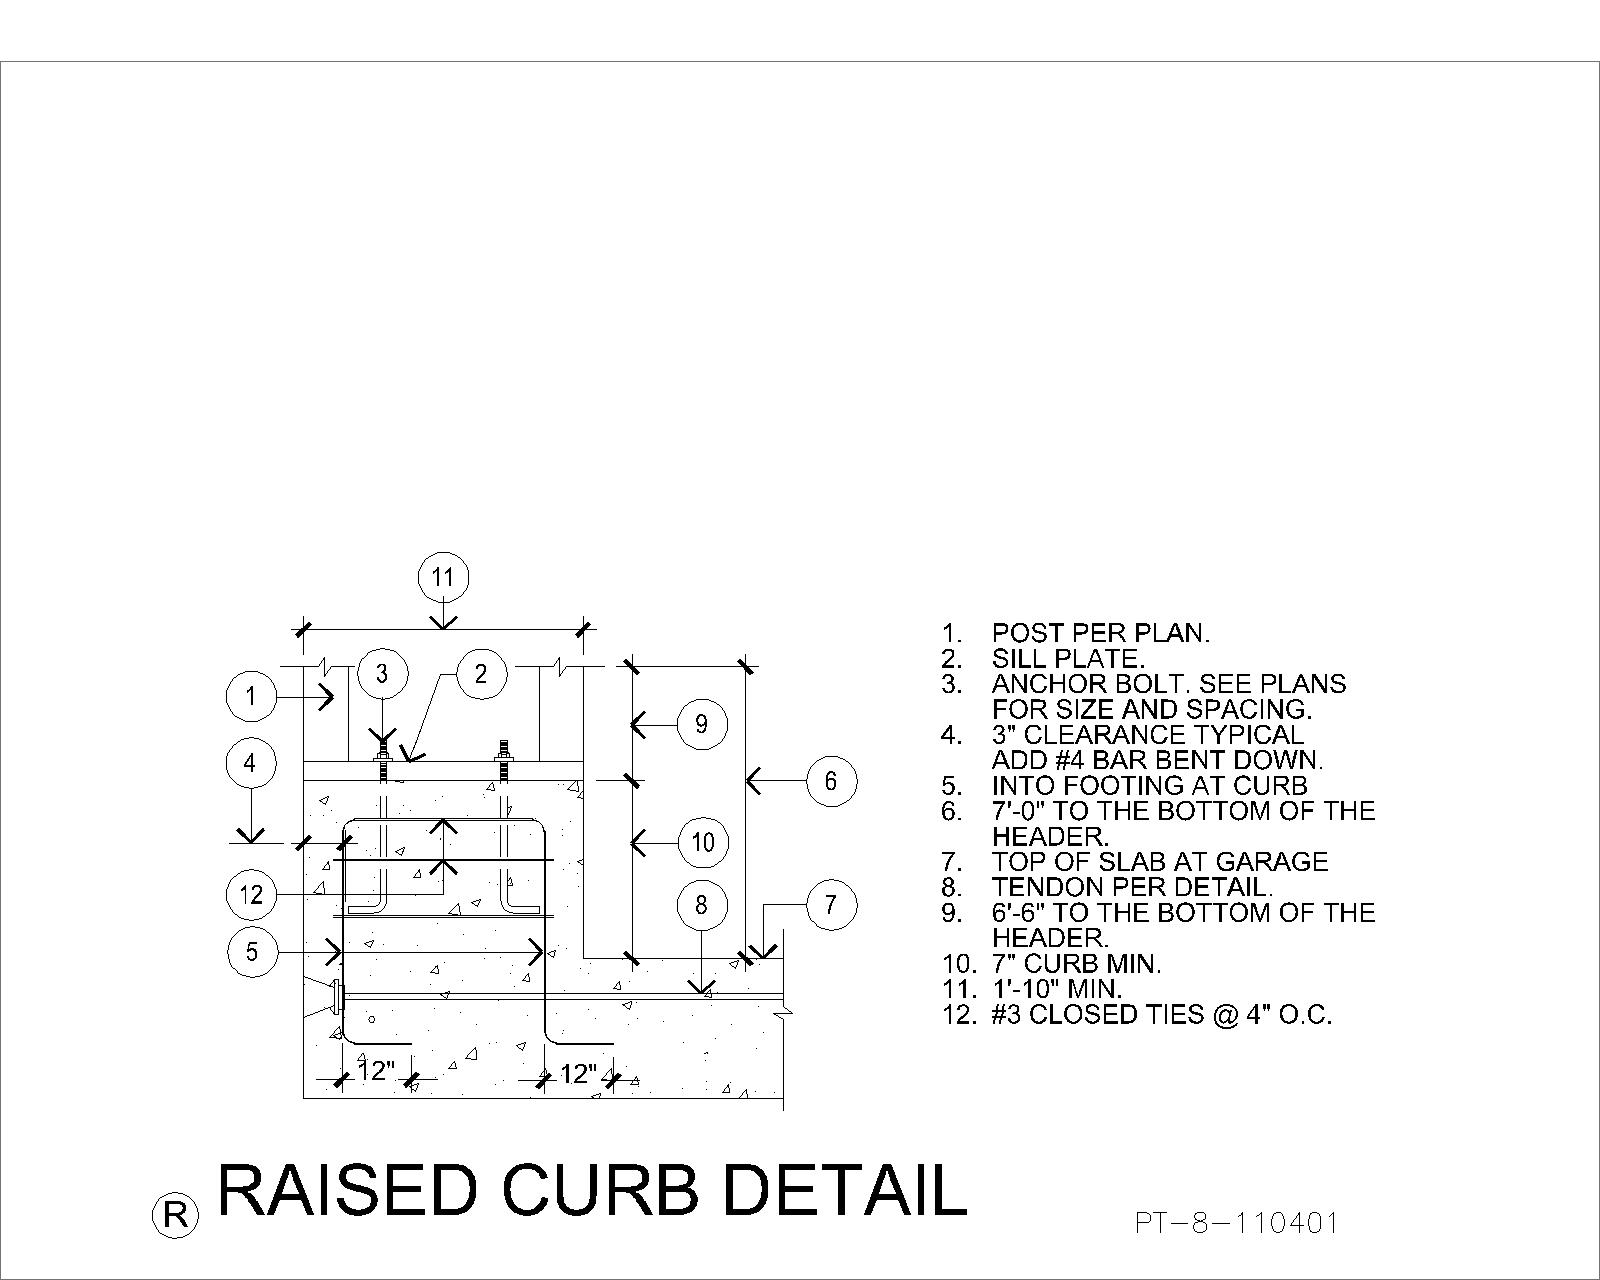 11
3
2
1
9
4
6
10
12
8
7
5
12"
12"
1. POST PER PLAN.
2. SILL PLATE.
3. ANCHOR BOLT. SEE PLANS
FOR SIZE AND SPACING.
4. 3" CLEARANCE TYPICAL
ADD #4 BAR BENT DOWN.
5. INTO FOOTING AT CURB
6. 7'-0" TO THE BOTTOM OF THE
HEADER.
7. TOP OF SLAB AT GARAGE
8. TENDON PER DETAIL.
9. 6'-6" TO THE BOTTOM OF THE
HEADER.
10. 7" CURB MIN.
11. 1'-10" MIN.
12. #3 CLOSED TIES @ 4" O.C.
R RAISED CURB DETAIL
PT-8-110401